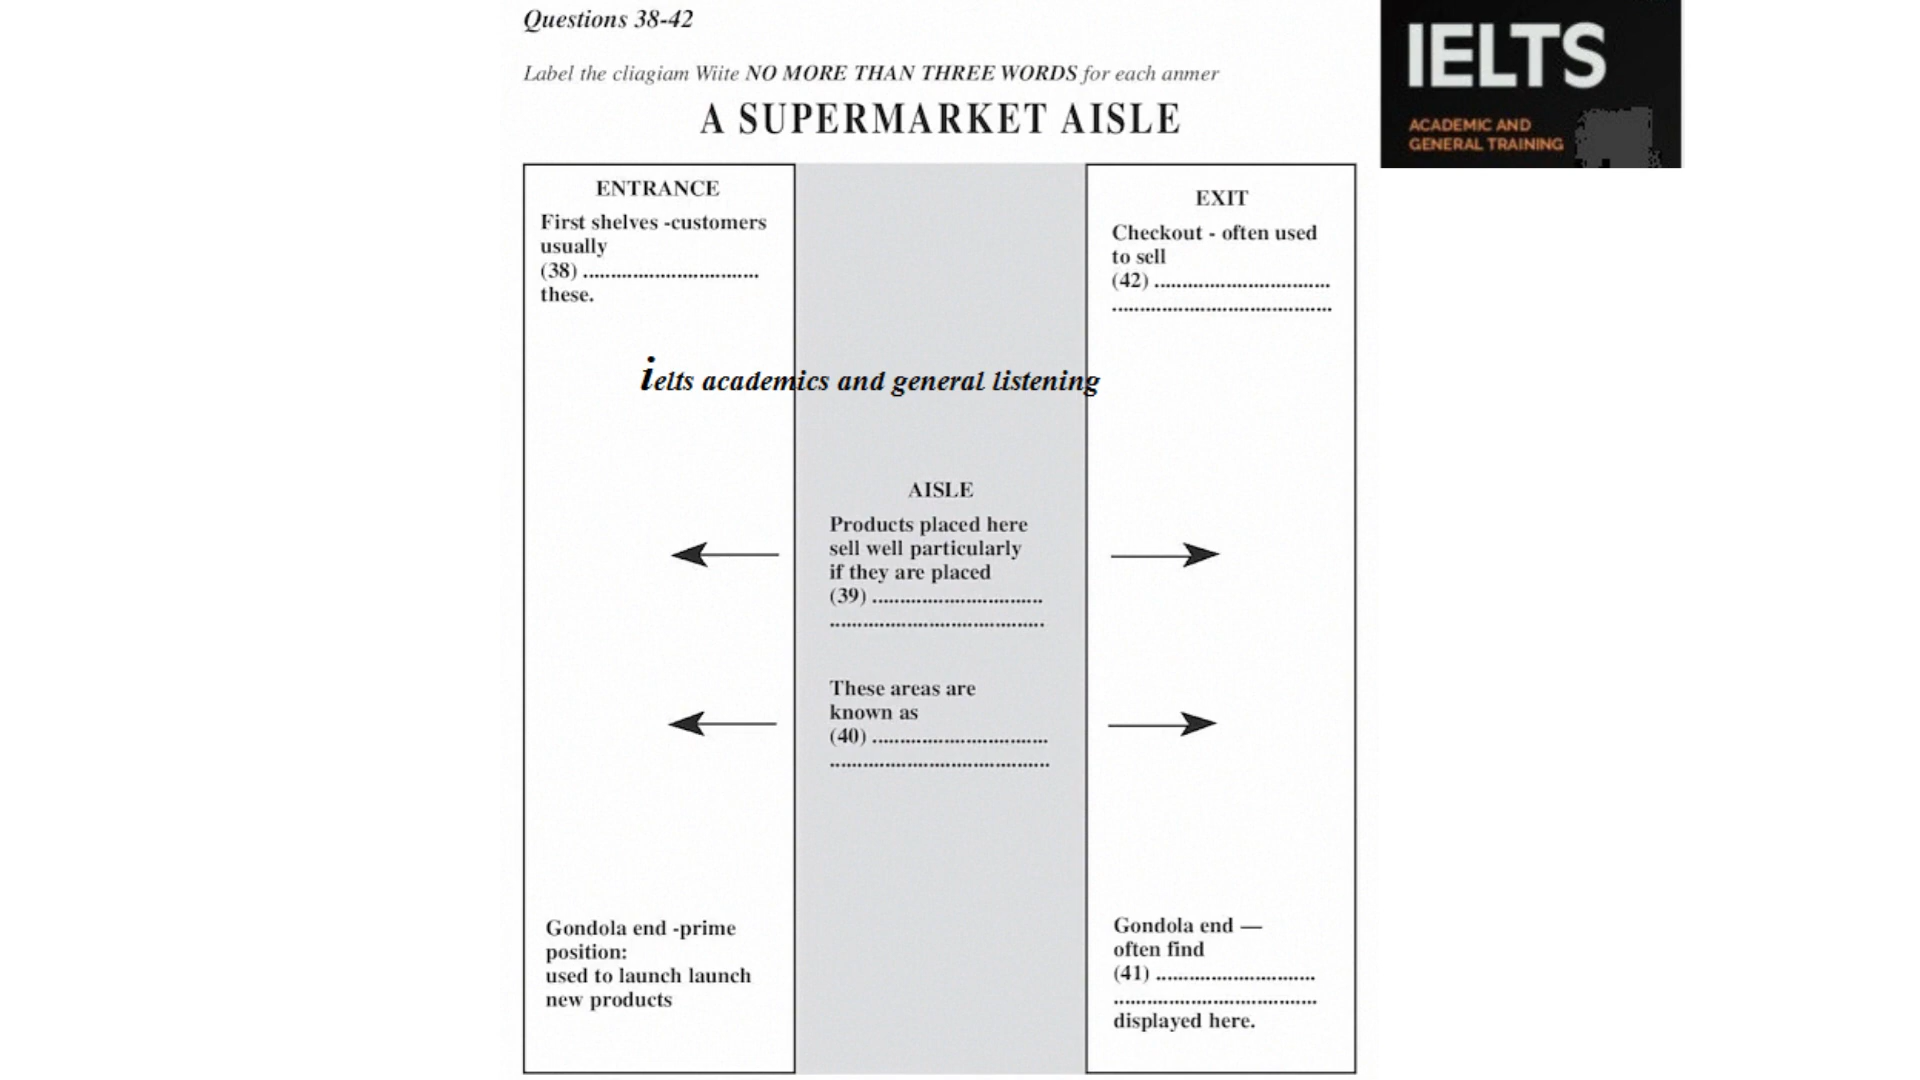 Questions 38-42
Label the cliagiam Wiite NO MORE THAN THREE WORDS for each anmer
A SUPERMARKET AISLE
IELTS
ACADEMIC AND
GENERAL TRAINING
ENTRANCE
First shelves -customers
usually
(38) ................................
these.
EXIT
Checkout - often used
to sell
(42) ................................
........................................
ielts academics and general listening
AISLE
Products placed here
sell well particularly
if they are placed
(39) ...............................
.......................................
These areas are
known as
(40) ................................
........................................
Gondola end -prime
position:
used to launch launch
new products
Gondola end —
often find
(41) .............................
.....................................
displayed here.